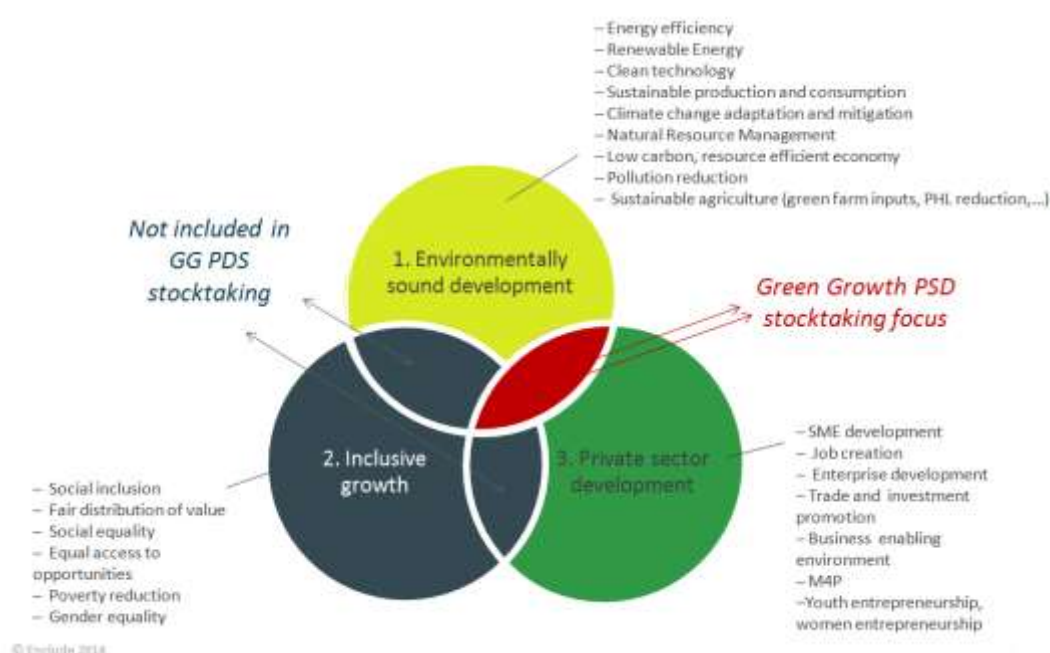 – Energy efficiency
– Renewable Energy
– Clean technology
– Sustainable production and consumption
– Climate change adaptation and mitigation
– Natural Resource Management
– Low carbon, resource efficient economy
– Pollution reduction
– Sustainable agriculture (green farm inputs, PHL reduction,...)
Not included in
GG PDS
stocktaking
1. Environmentally
sound development
Green Growth PSD
stocktaking focus
2. Inclusive
growth
3. Private sector
development
– Social inclusion
– Fair distribution of value
– Social equality
– Equal access to
opportunities
– Poverty reduction
– Gender equality
– SME development
– Job creation
– Enterprise development
– Trade and investment
promotion
– Business enabling
environment
– M4P
–Youth entrepreneurship,
women entrepreneurship
© Enclude 2014